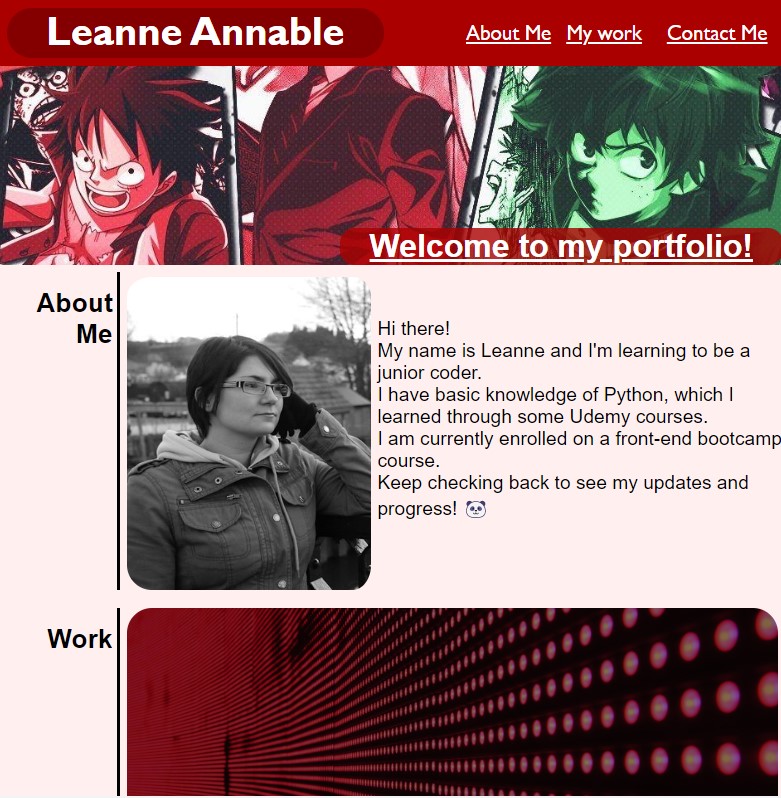 Leanne Annable
About Me My work Contact Me
Welcome to my portfolio!
About
Me
Hi there!
My name is Leanne and I'm learning to be a
junior coder.
I have basic knowledge of Python, which I
learned through some Udemy courses.
I am currently enrolled on a front-end bootcamp
course.
Keep checking back to see my updates and
progress! 🐼
Work